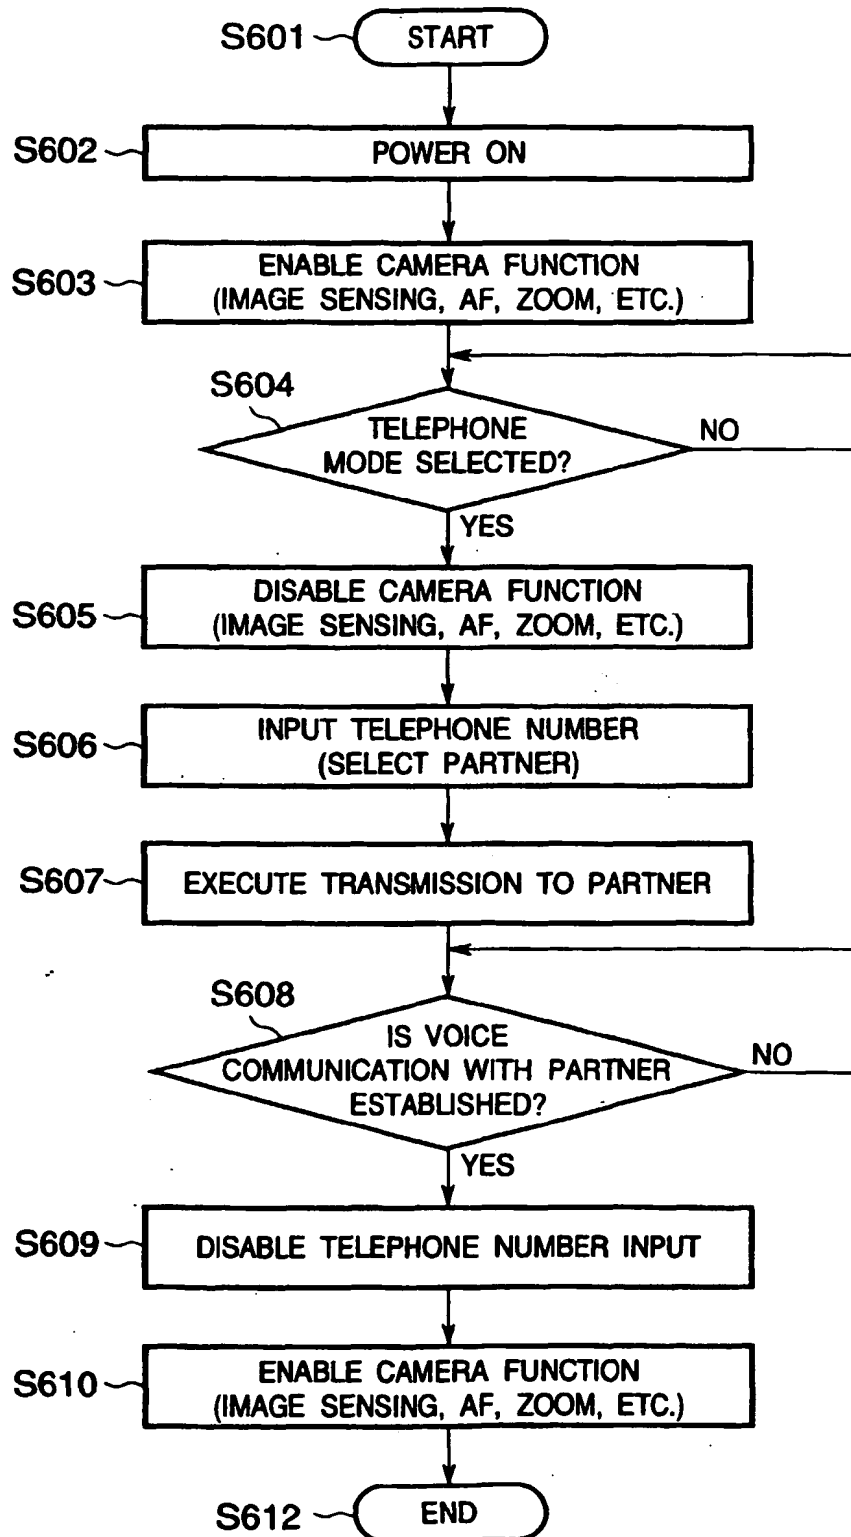 S601
START
S602
POWER ON
S603
ENABLE CAMERA FUNCTION
(IMAGE SENSING, AF, ZOOM, ETC.)
S604
TELEPHONE
MODE SELECTED?
NO
YES
S605
DISABLE CAMERA FUNCTION
(IMAGE SENSING, AF, ZOOM, ETC.)
S606
INPUT TELEPHONE NUMBER
(SELECT PARTNER)
S607
EXECUTE TRANSMISSION TO PARTNER
S608
IS VOICE
COMMUNICATION WITH PARTNER
ESTABLISHED?
NO
YES
S609
DISABLE TELEPHONE NUMBER INPUT
S610
ENABLE CAMERA FUNCTION
(IMAGE SENSING, AF, ZOOM, ETC.)
S612
END